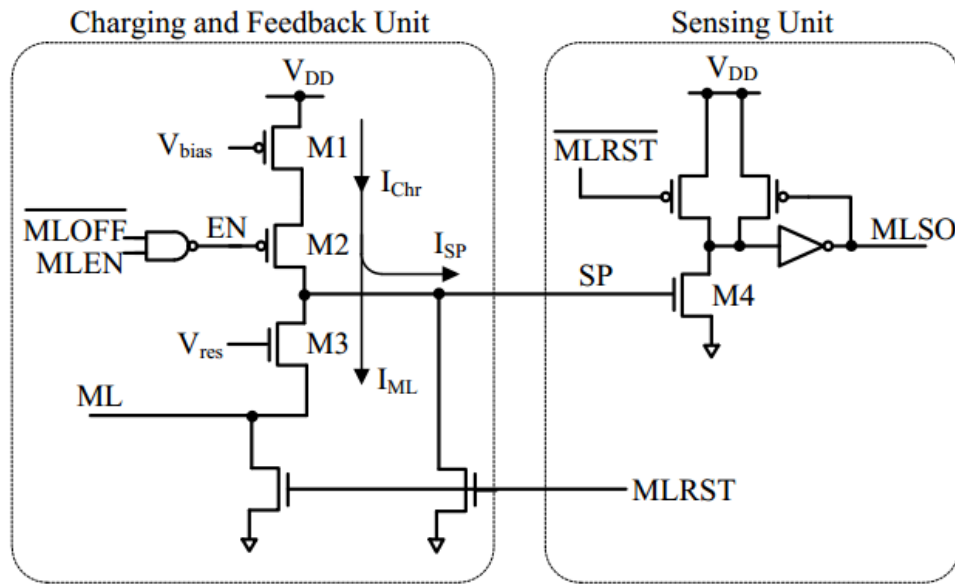 Charging and Feedback Unit
Sensing Unit
VDD
VDD
Vbias
M1
MLRST
IChr
MLOFF
EN
MLEN
M2
ISP
MLSO
SP
M4
Vres
M3
IML
ML
MLRST